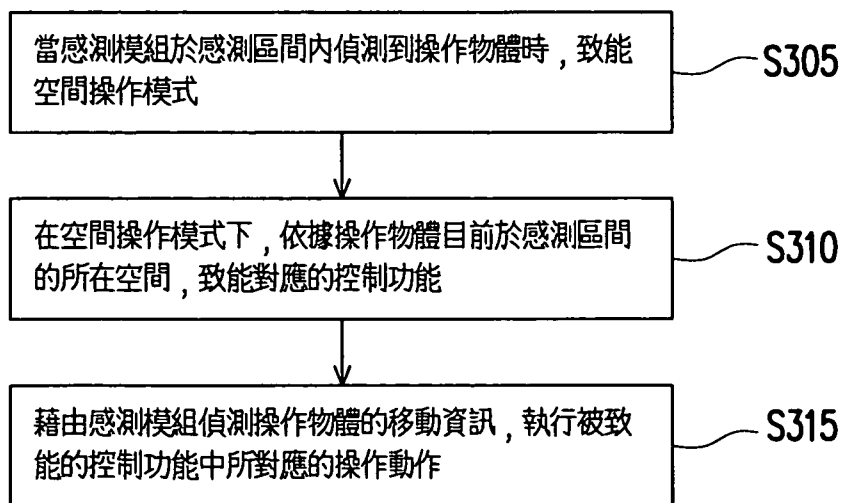 當感測模組於感測區間內偵測到操作物體時，致能
空間操作模式
S305
在空間操作模式下，依據操作物體目前於感測區間
的所在空間，致能對應的控制功能
S310
藉由感測模組偵測操作物體的移動資訊，執行被致
能的控制功能中所對應的操作動作
S315